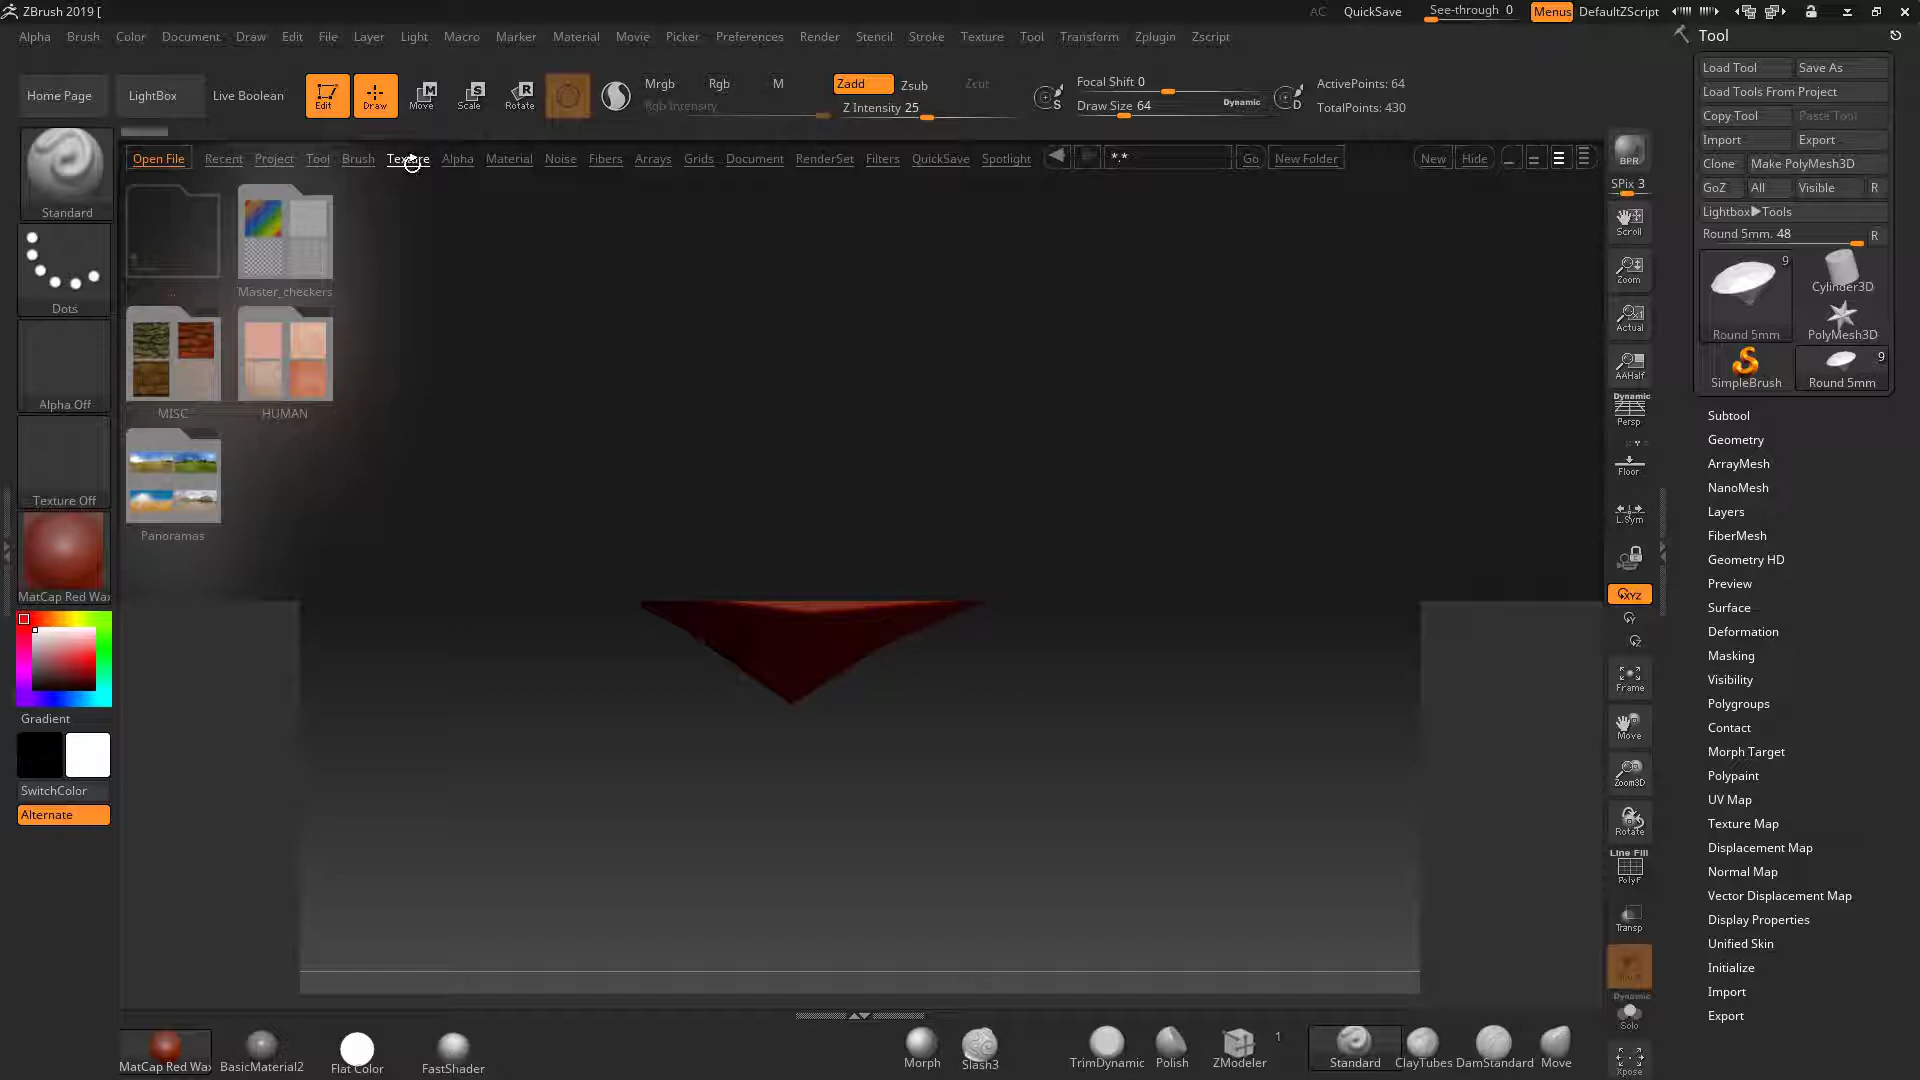 ZBrush 2019 [
AC QuickSave See-through 0 Menus DefaultZScript
Alpha Brush Color Document Draw Edit File Layer Light Macro Marker Material Movie Picker Preferences Render Stencil Stroke Texture Tool Transform Zplugin Zscript
Home Page LightBox Live Boolean Edit Draw Move Scale Rotate
Mrgb Rgb M
Rgb Intensity
Zadd Zsub Zcut
Z Intensity 25
Focal Shift 0
Draw Size 64 Dynamic
ActivePoints: 64
TotalPoints: 430
Open File Recent Project Tool Brush Texture Alpha Material Noise Fibers Arrays Grids Document RenderSet Filters QuickSave Spotlight *.* Go New Folder New Hide
Standard
Dots
Alpha Off
Texture Off
MatCap Red Wa
Gradient
SwitchColor
Alternate
...
Master_checkers
MISC
HUMAN
Panoramas
BPR
SPix 3
Scroll
Zoom
Actual
AAHalf
Dynamic
Persp
Floor
L.Sym
XYZ
Frame
Move
Zoom3D
Rotate
Line Fill
PolyF
Transp
Dynamic
Solo
Xpose
Tool
Load Tool Save As
Load Tools From Project
Copy Tool Paste Tool
Import Export
Clone Make PolyMesh3D
GoZ All Visible R
Lightbox▶Tools
Round 5mm. 48 R
9
Round 5mm
Cylinder3D
PolyMesh3D
SimpleBrush
9
Round 5mm
Subtool
Geometry
ArrayMesh
NanoMesh
Layers
FiberMesh
Geometry HD
Preview
Surface
Deformation
Masking
Visibility
Polygroups
Contact
Morph Target
Polypaint
UV Map
Texture Map
Displacement Map
Normal Map
Vector Displacement Map
Display Properties
Unified Skin
Initialize
Import
Export
MatCap Red Wax BasicMaterial2 Flat Color FastShader Morph Slash3 TrimDynamic Polish ZModeler 1 Standard ClayTubes DamStandard Move